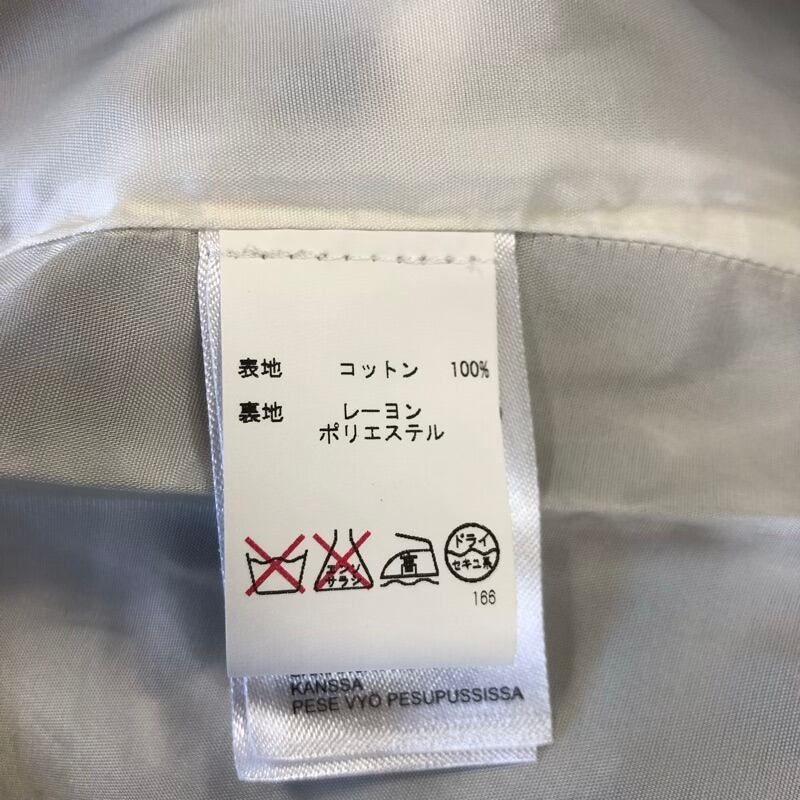 表地 コットン 100%
裏地 レーヨン
ポリエステル
エンソ
サラシ
高
ドライ
セキユ系
166
KANSSA
PESE VYÖ PESUPUSSISSA